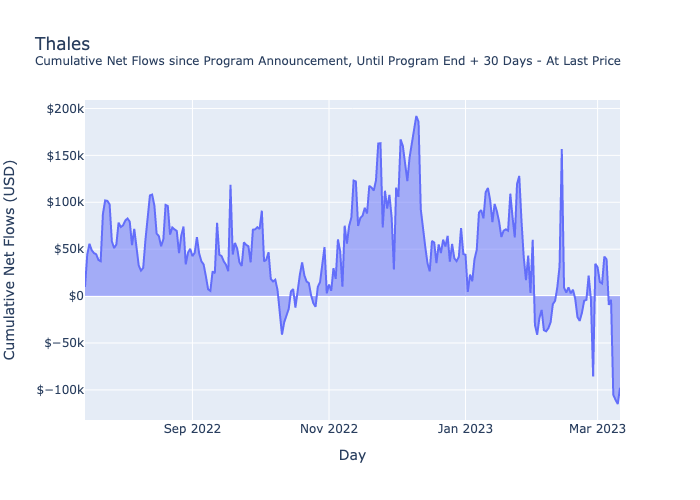 Thales
Cumulative Net Flows since Program Announcement, Until Program End + 30 Days - At Last Price
Cumulative Net Flows (USD)
$200k
$150k
$100k
$50k
$0
$−50k
$−100k
Sep 2022
Nov 2022
Jan 2023
Mar 2023
Day